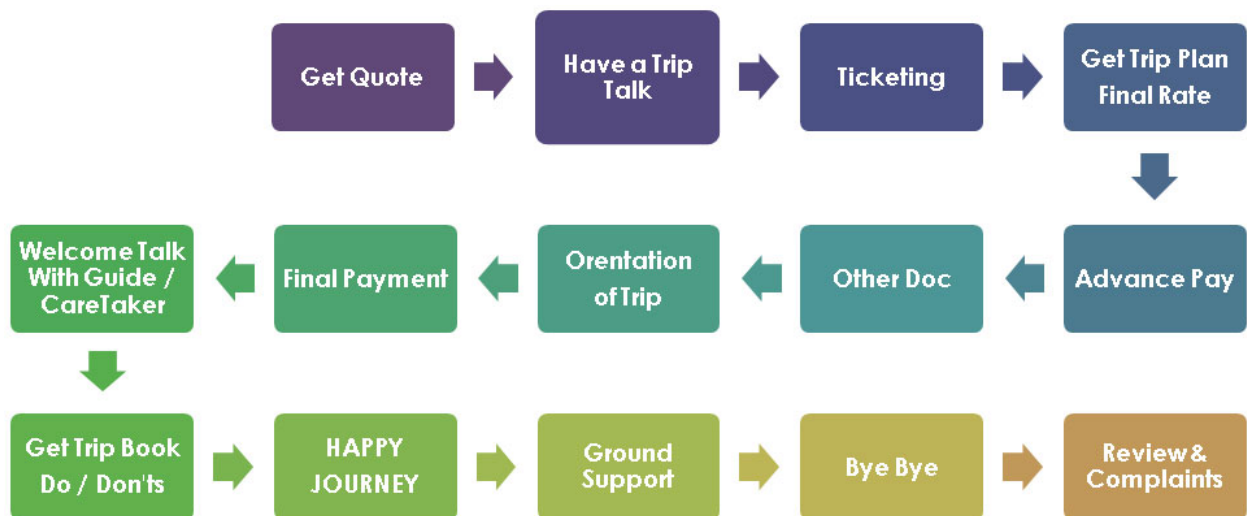 Get Quote
Have a Trip
Talk
Ticketing
Get Trip Plan
Final Rate
Advance Pay
Other Doc
Orentation
of Trip
Final Payment
Welcome Talk
With Guide /
CareTaker
Get Trip Book
Do / Don'ts
HAPPY
JOURNEY
Ground
Support
Bye Bye
Review &
Complaints